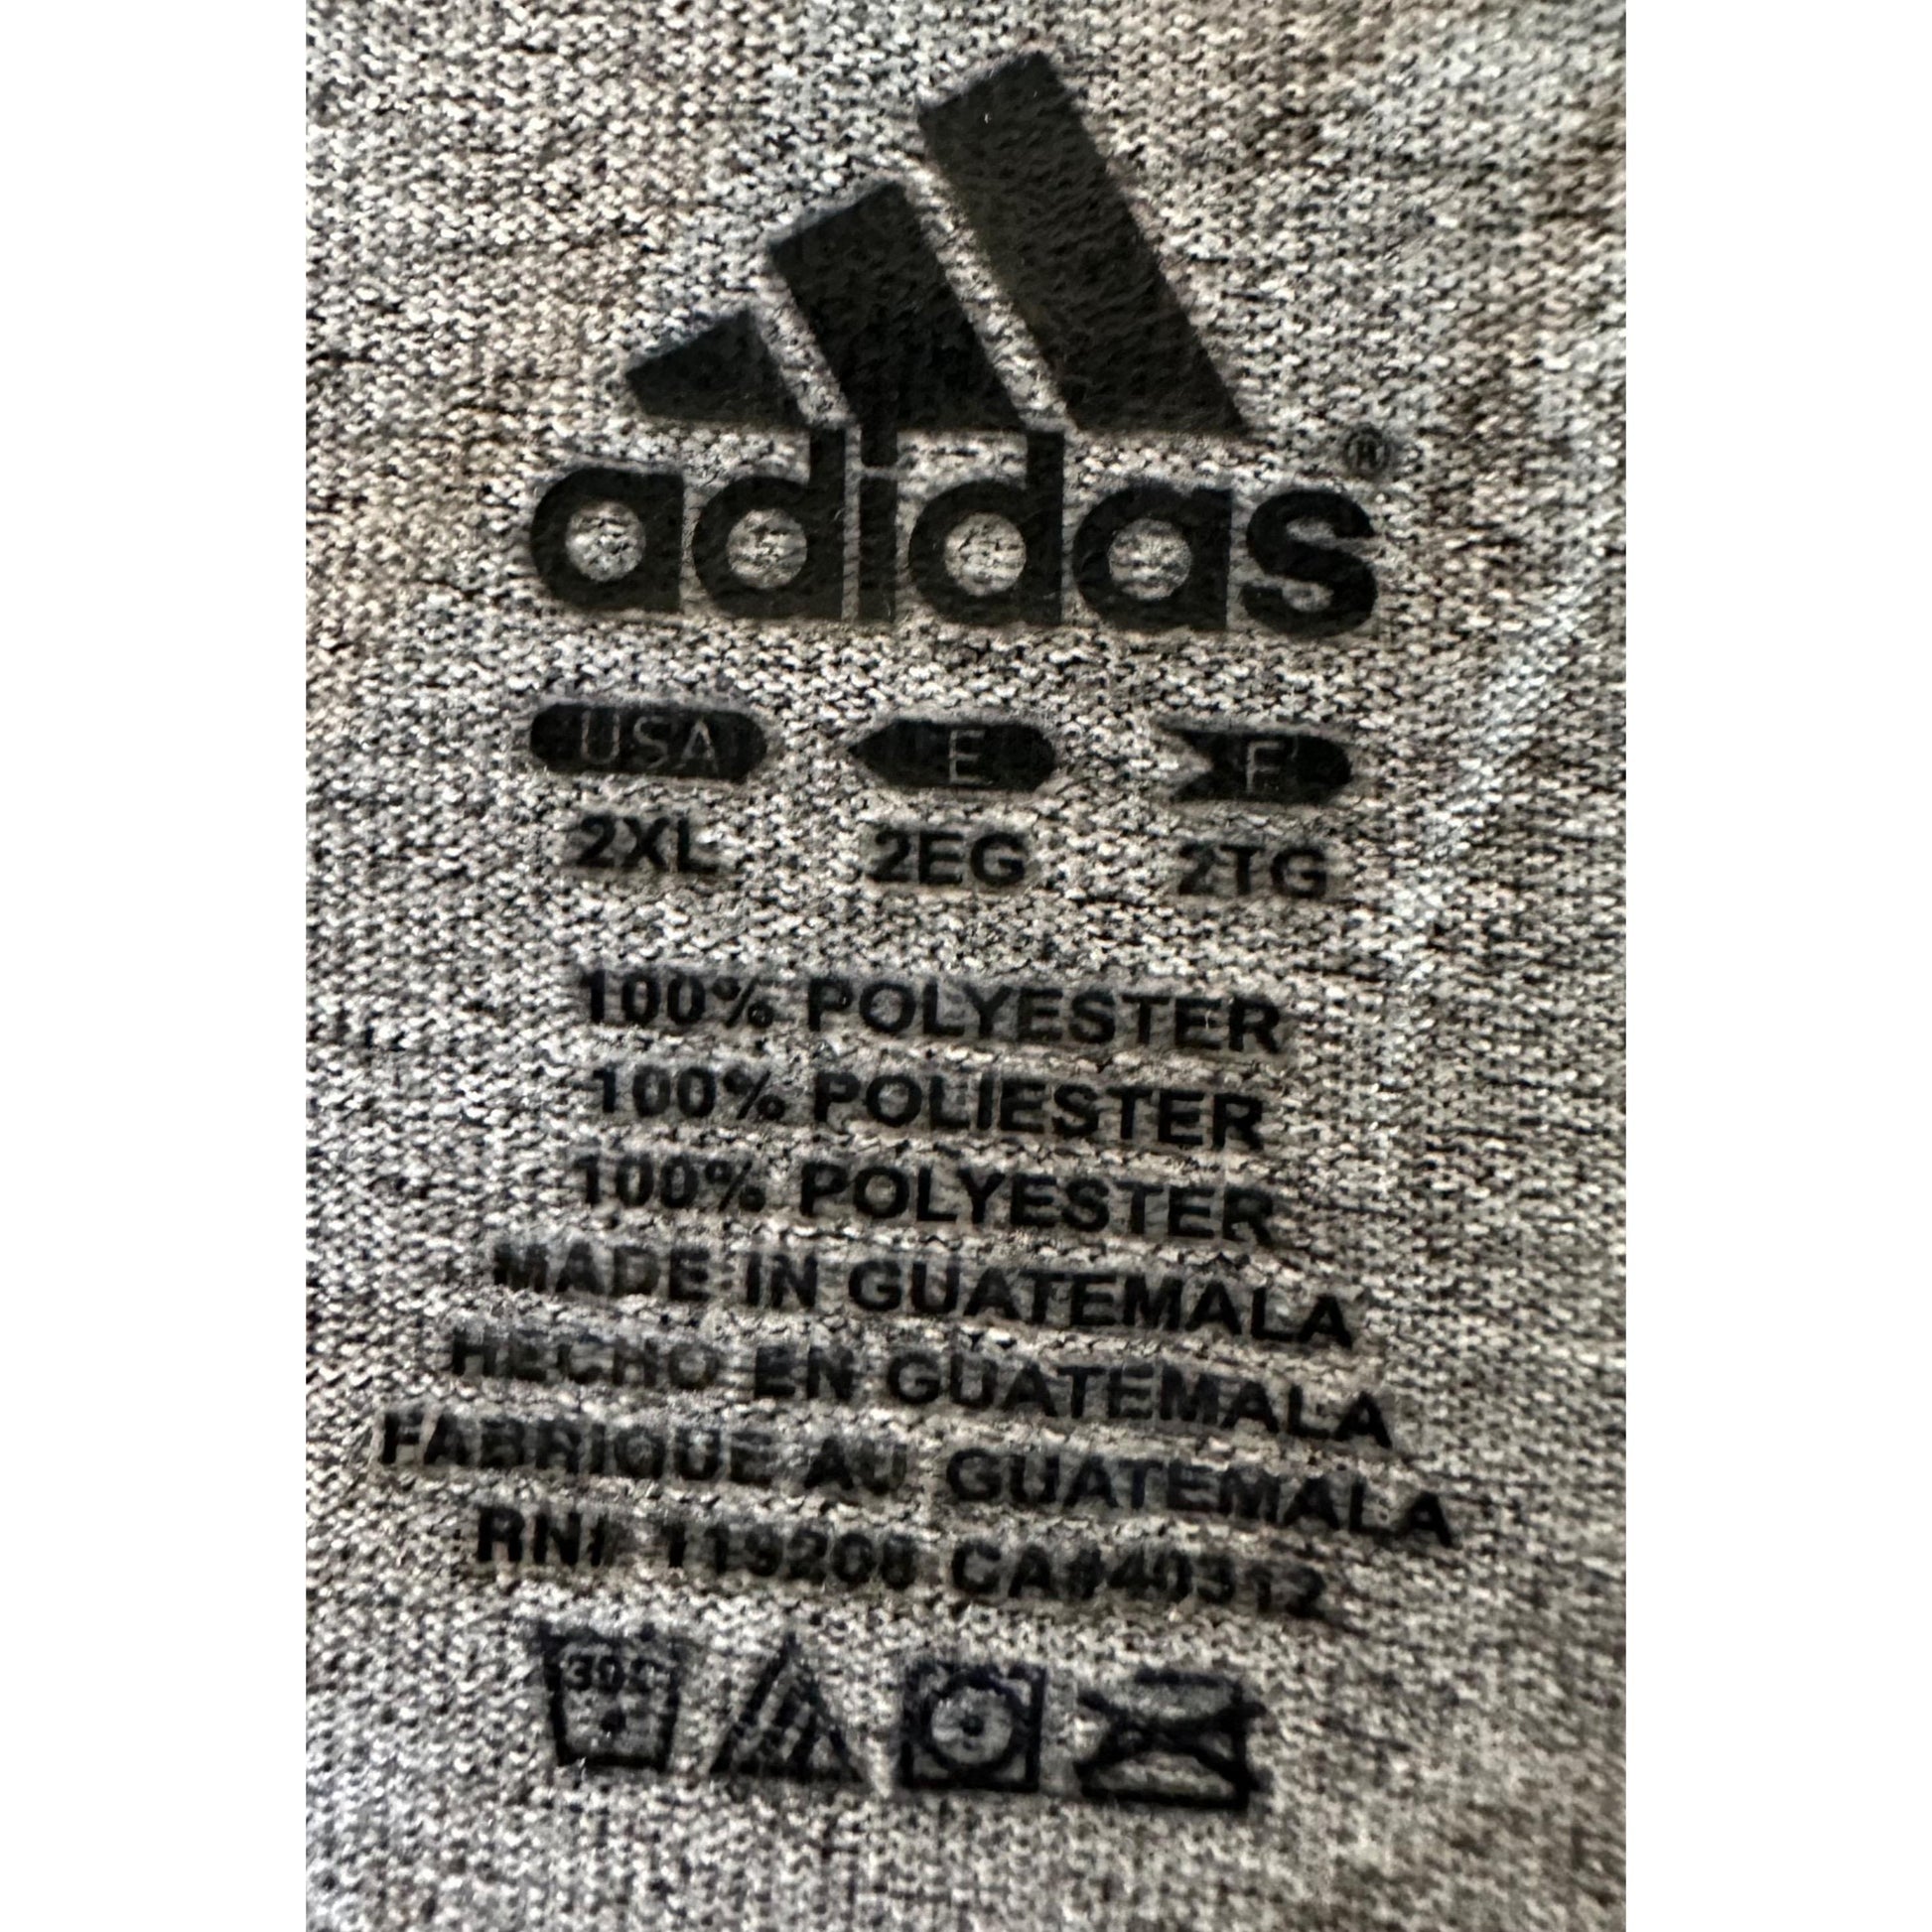 adidas®
USA E F
2XL 2EG 2TG
100% POLYESTER
100% POLIESTER
100% POLYESTER
MADE IN GUATEMALA
HECHO EN GUATEMALA
FABRIQUE AU GUATEMALA
RN# 119208 CA#40312